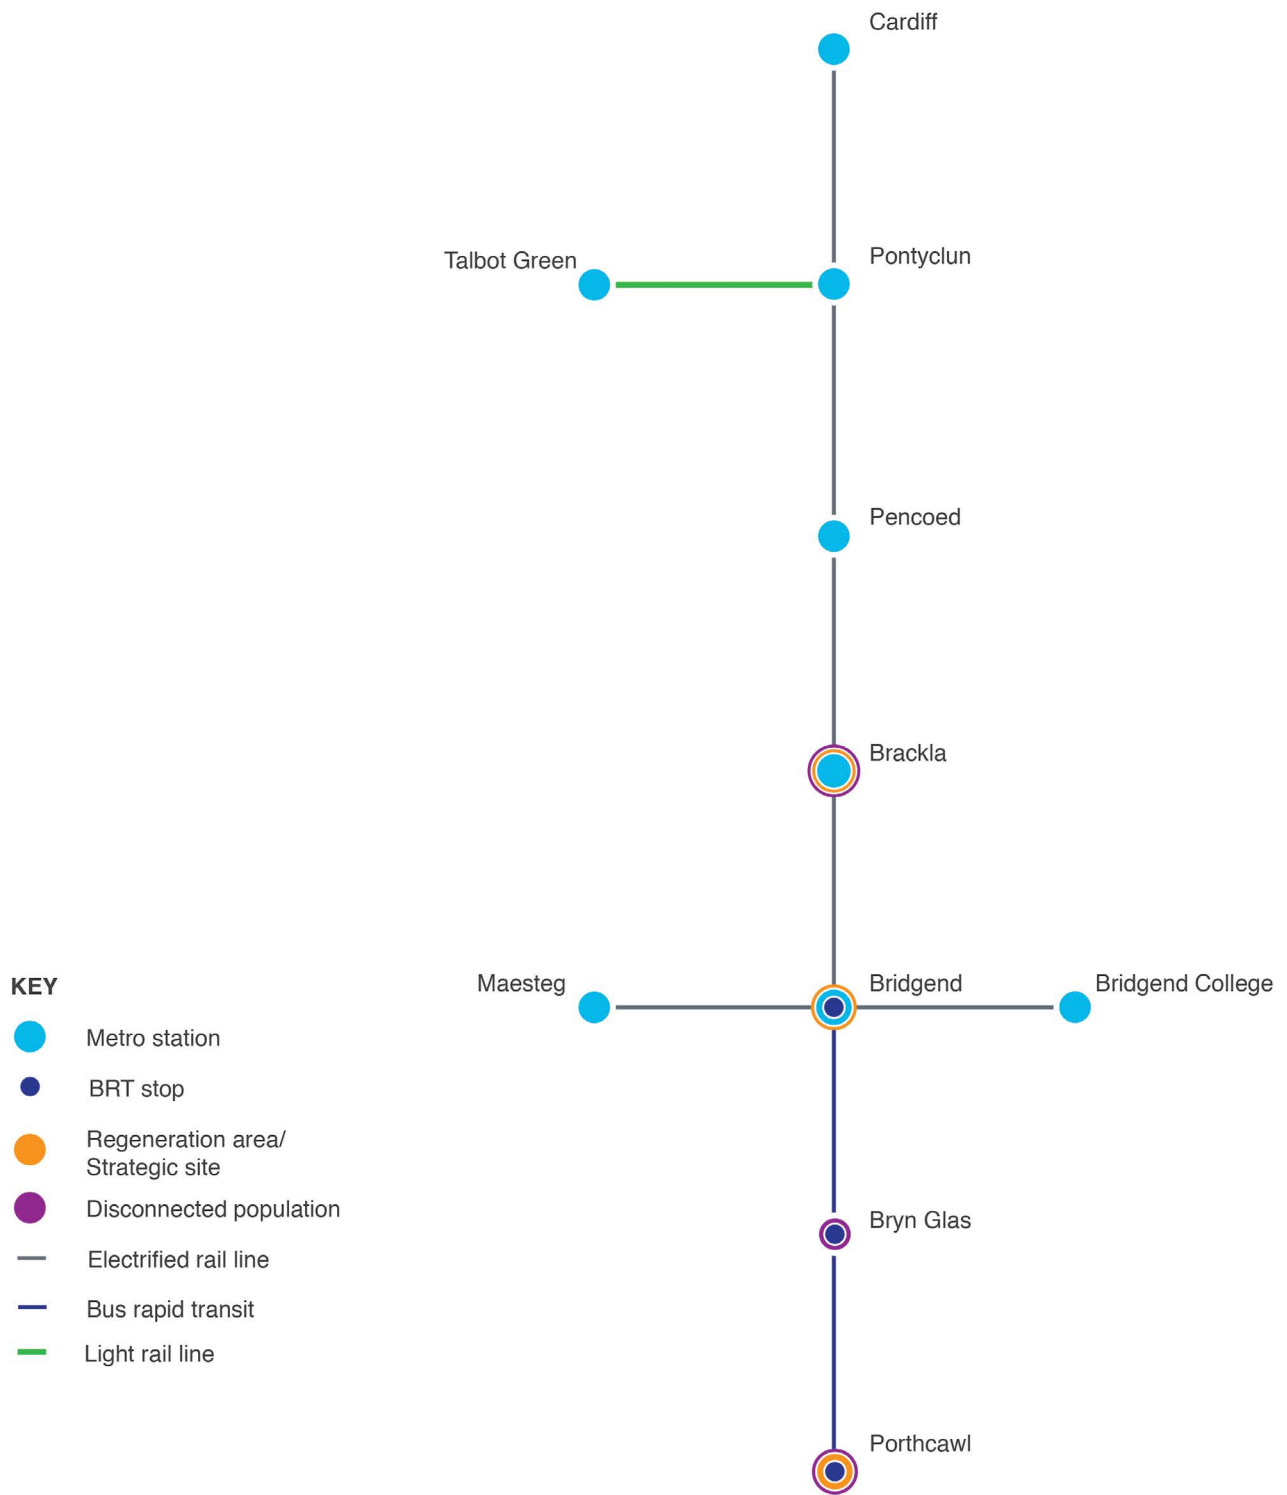 Cardiff
Talbot Green
Pontyclun
Pencoed
Brackla
Maesteg
Bridgend
Bridgend College
Bryn Glas
Porthcawl
KEY
Metro station
BRT stop
Regeneration area/
Strategic site
Disconnected population
Electrified rail line
Bus rapid transit
Light rail line